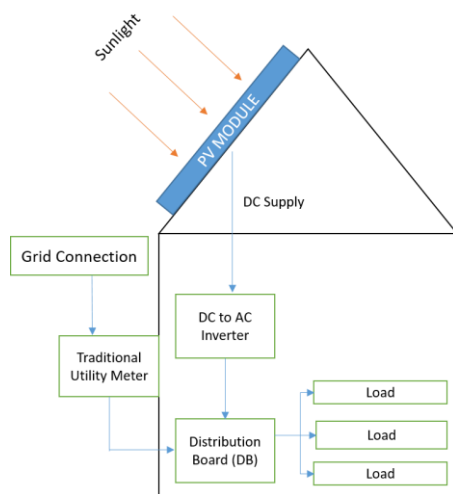 Sunlight
PV MODULE
DC Supply
Grid Connection
DC to AC
Inverter
Traditional
Utility Meter
Load
Distribution
Board (DB)
Load
Load